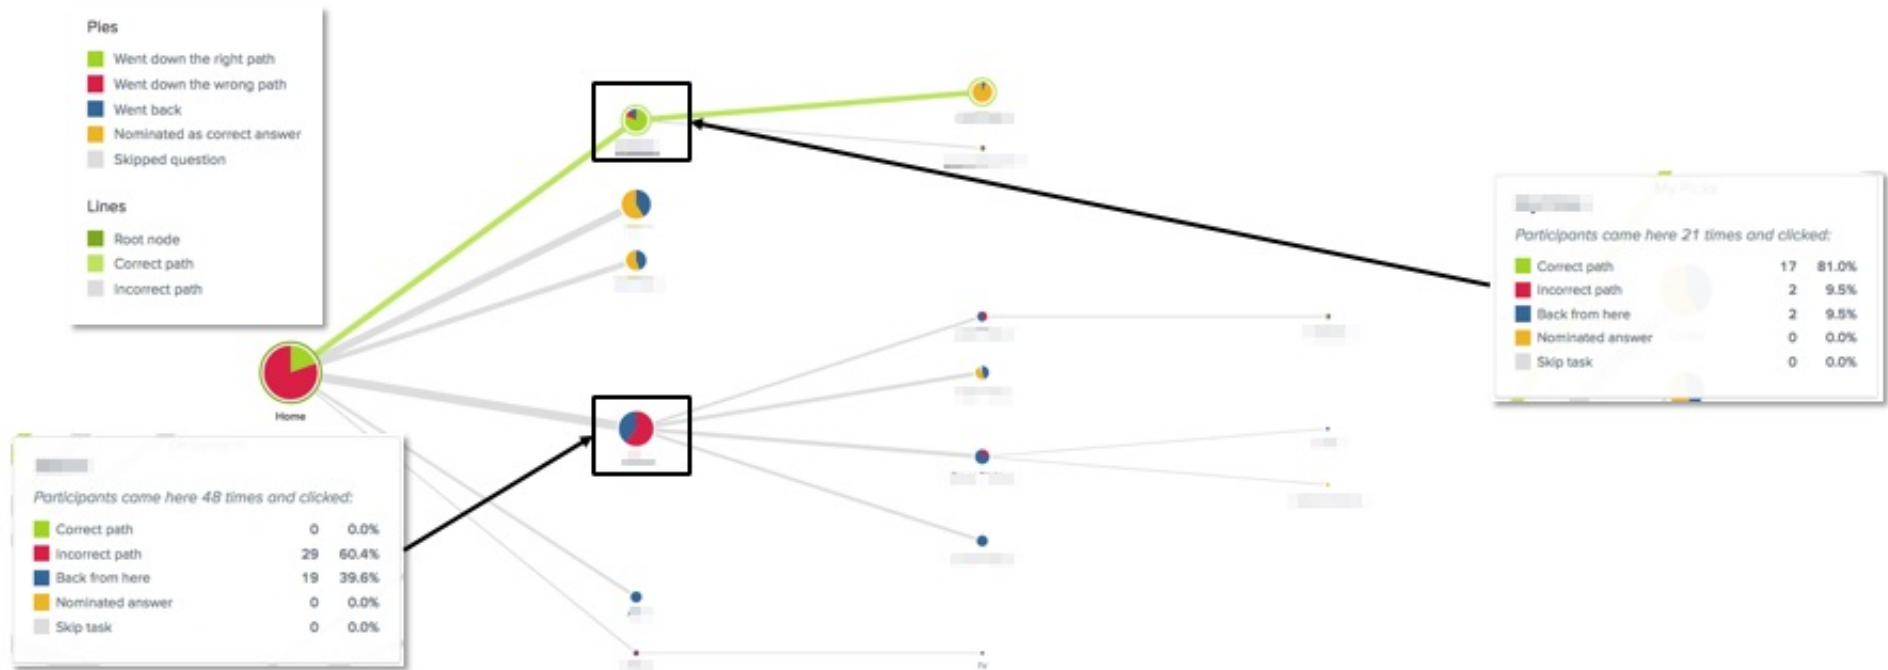 Pies
Went down the right path
Went down the wrong path
Went back
Nominated as correct answer
Skipped question
Lines
Root node
Correct path
Incorrect path
Home
Participants came here 48 times and clicked:
Correct path 0 0.0%
Incorrect path 29 60.4%
Back from here 19 39.6%
Nominated answer 0 0.0%
Skip task 0 0.0%
My Picks
Participants came here 21 times and clicked:
Correct path 17 81.0%
Incorrect path 2 9.5%
Back from here 2 9.5%
Nominated answer 0 0.0%
Skip task 0 0.0%